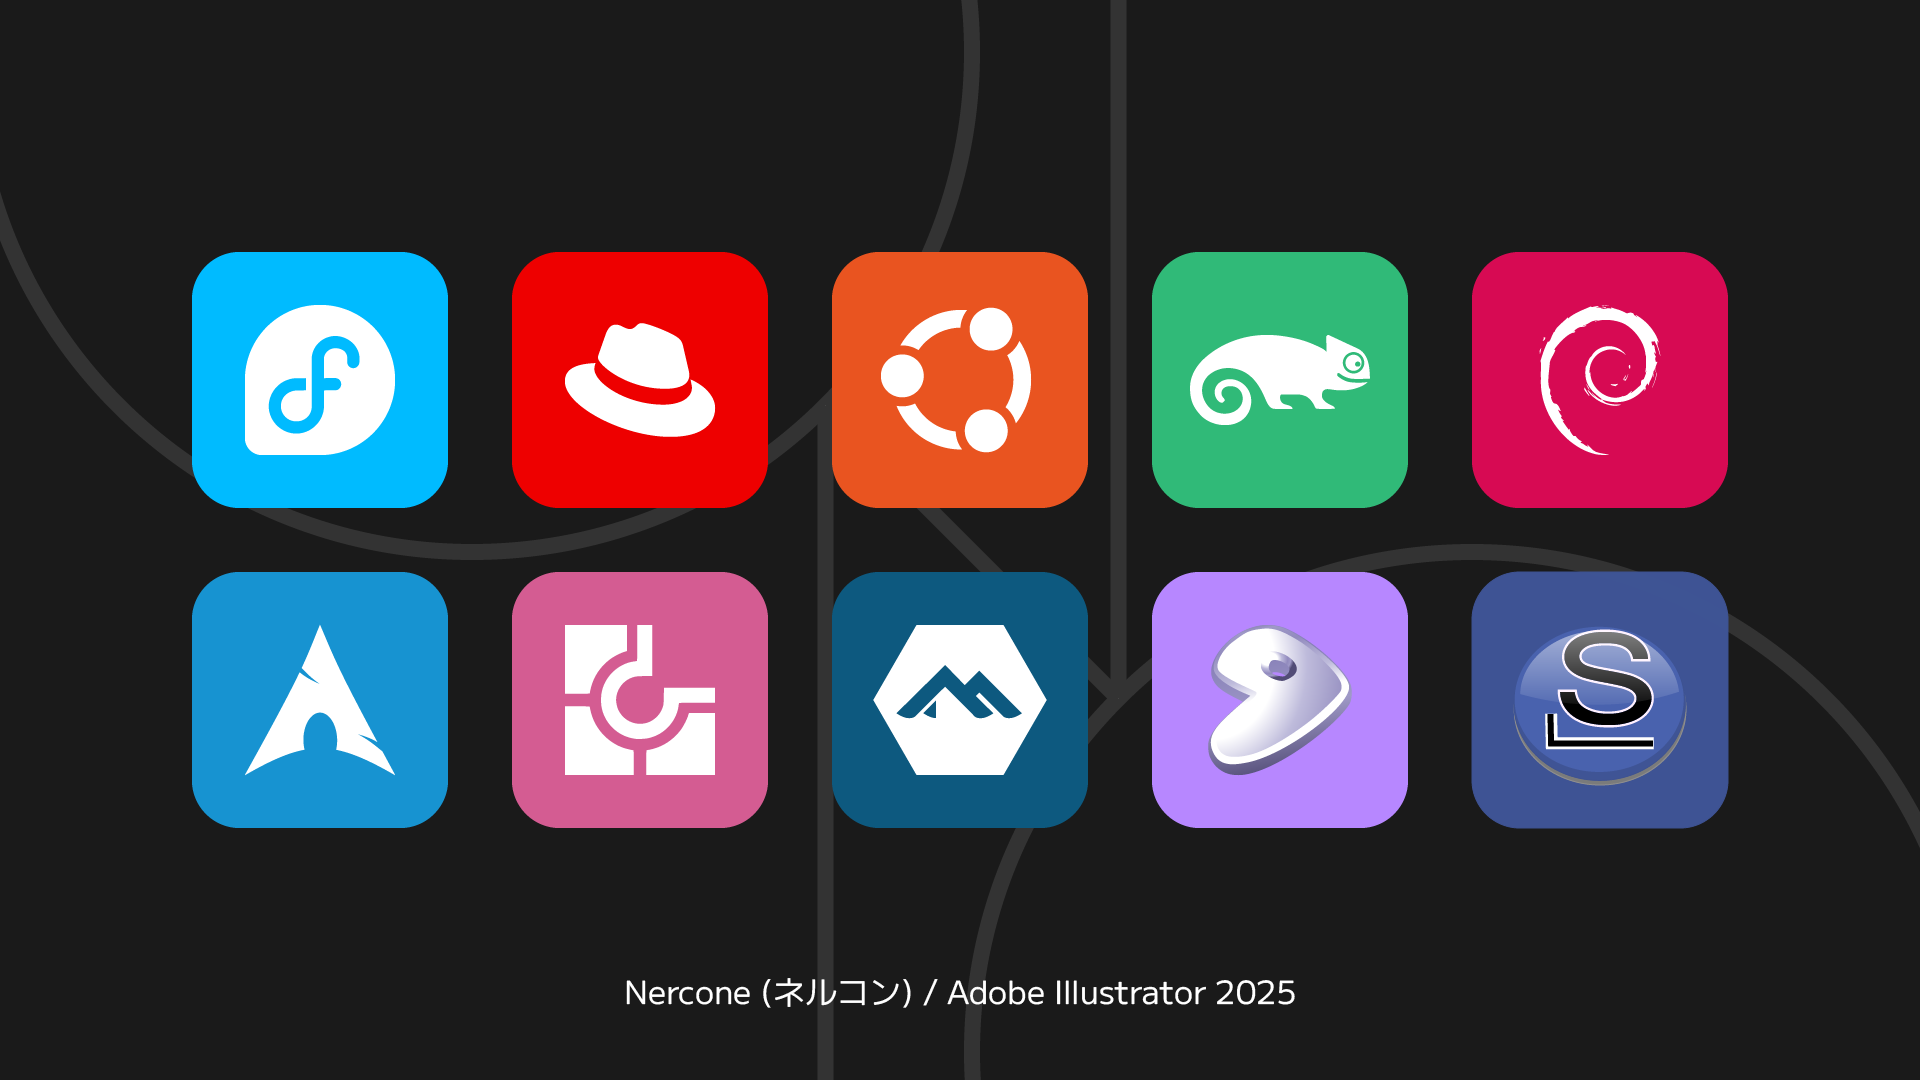 Nercone (ネルコン) / Adobe Illustrator 2025